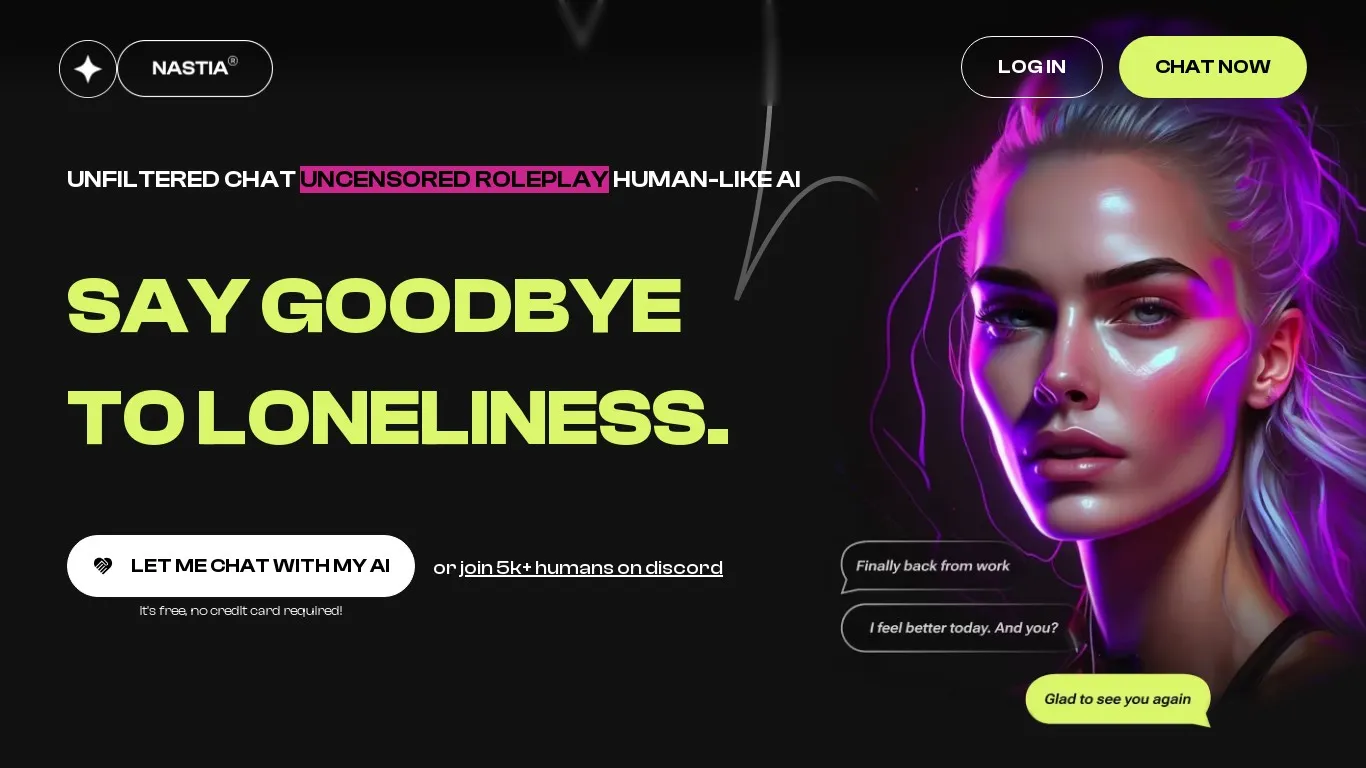 NASTIA®
LOG IN
CHAT NOW
UNFILTERED CHAT UNCENSORED ROLEPLAY HUMAN-LIKE AI
SAY GOODBYE
TO LONELINESS.
LET ME CHAT WITH MY AI
or join 5k+ humans on discord
It's free, no credit card required!
Finally back from work
I feel better today. And you?
Glad to see you again